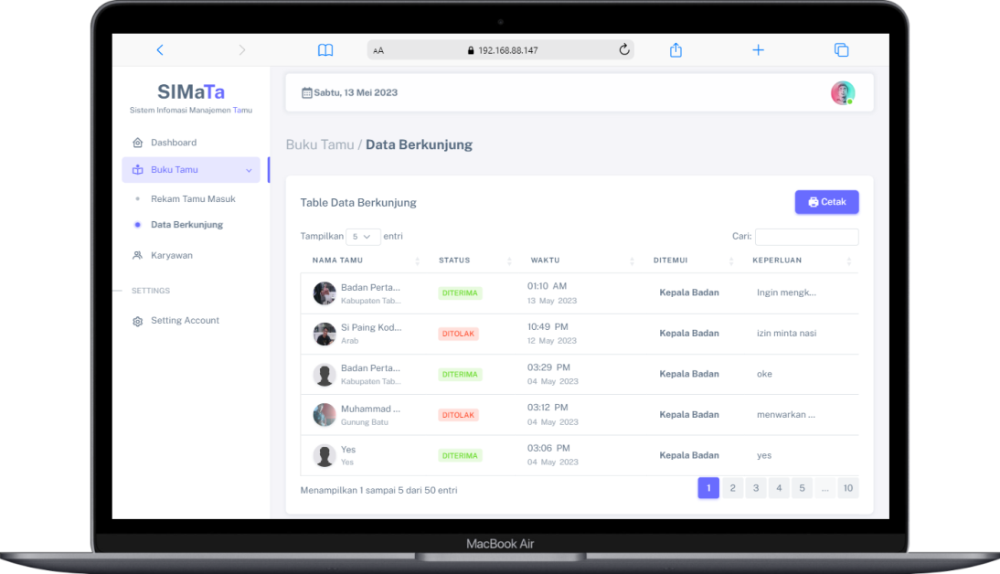 AA 192.168.88.147
SIMaTa
Sistem Infomasi Manajemen Tamu
Sabtu, 13 Mei 2023
Dashboard
Buku Tamu
Rekam Tamu Masuk
Data Berkunjung
Karyawan
SETTINGS
Setting Account
Buku Tamu / Data Berkunjung
Table Data Berkunjung
Cetak
Tampilkan 5 entri
Cari:
NAMA TAMU STATUS WAKTU DITEMUI KEPERLUAN
Badan Perta... DITERIMA 01:10 AM Kepala Badan Ingin mengk...
Kabupaten Tab... 13 May 2023
Si Paing Kod... DITOLAK 10:49 PM Kepala Badan izin minta nasi
Arab 12 May 2023
Badan Perta... DITERIMA 03:29 PM Kepala Badan oke
Kabupaten Tab... 04 May 2023
Muhammad ... DITOLAK 03:12 PM Kepala Badan menwarkan ...
Gunung Batu 04 May 2023
Yes DITERIMA 03:06 PM Kepala Badan yes
Yes 04 May 2023
Menampilkan 1 sampai 5 dari 50 entri
1 2 3 4 5 ... 10
MacBook Air